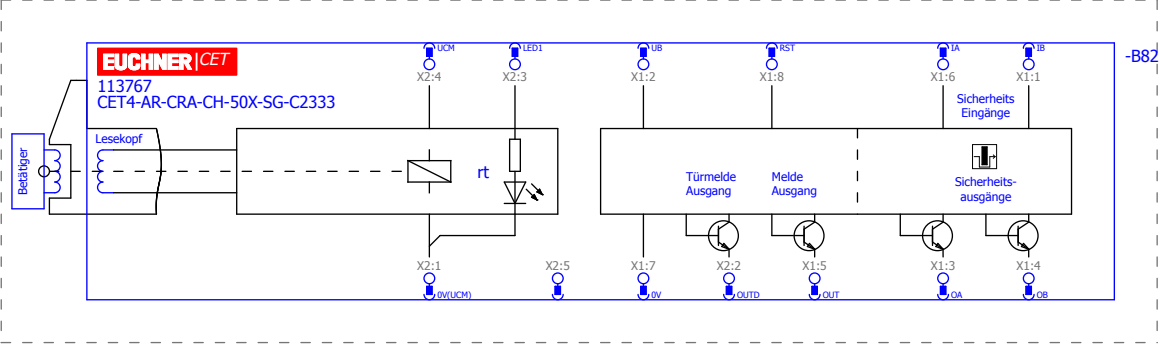 UCM LED1 UB RST IA IB
-B82
EUCHNER CET
X2:4 X2:3 X1:2 X1:8 X1:6 X1:1
113767
CET4-AR-CRA-CH-50X-SG-C2333
Sicherheits
Eingänge
Lesekopf
Betätiger
rt
Türmelde
Ausgang
Melde
Ausgang
Sicherheits-
ausgänge
X2:1 X2:5 X1:7 X2:2 X1:5 X1:3 X1:4
0V(UCM) 0V OUTD OUT OA OB